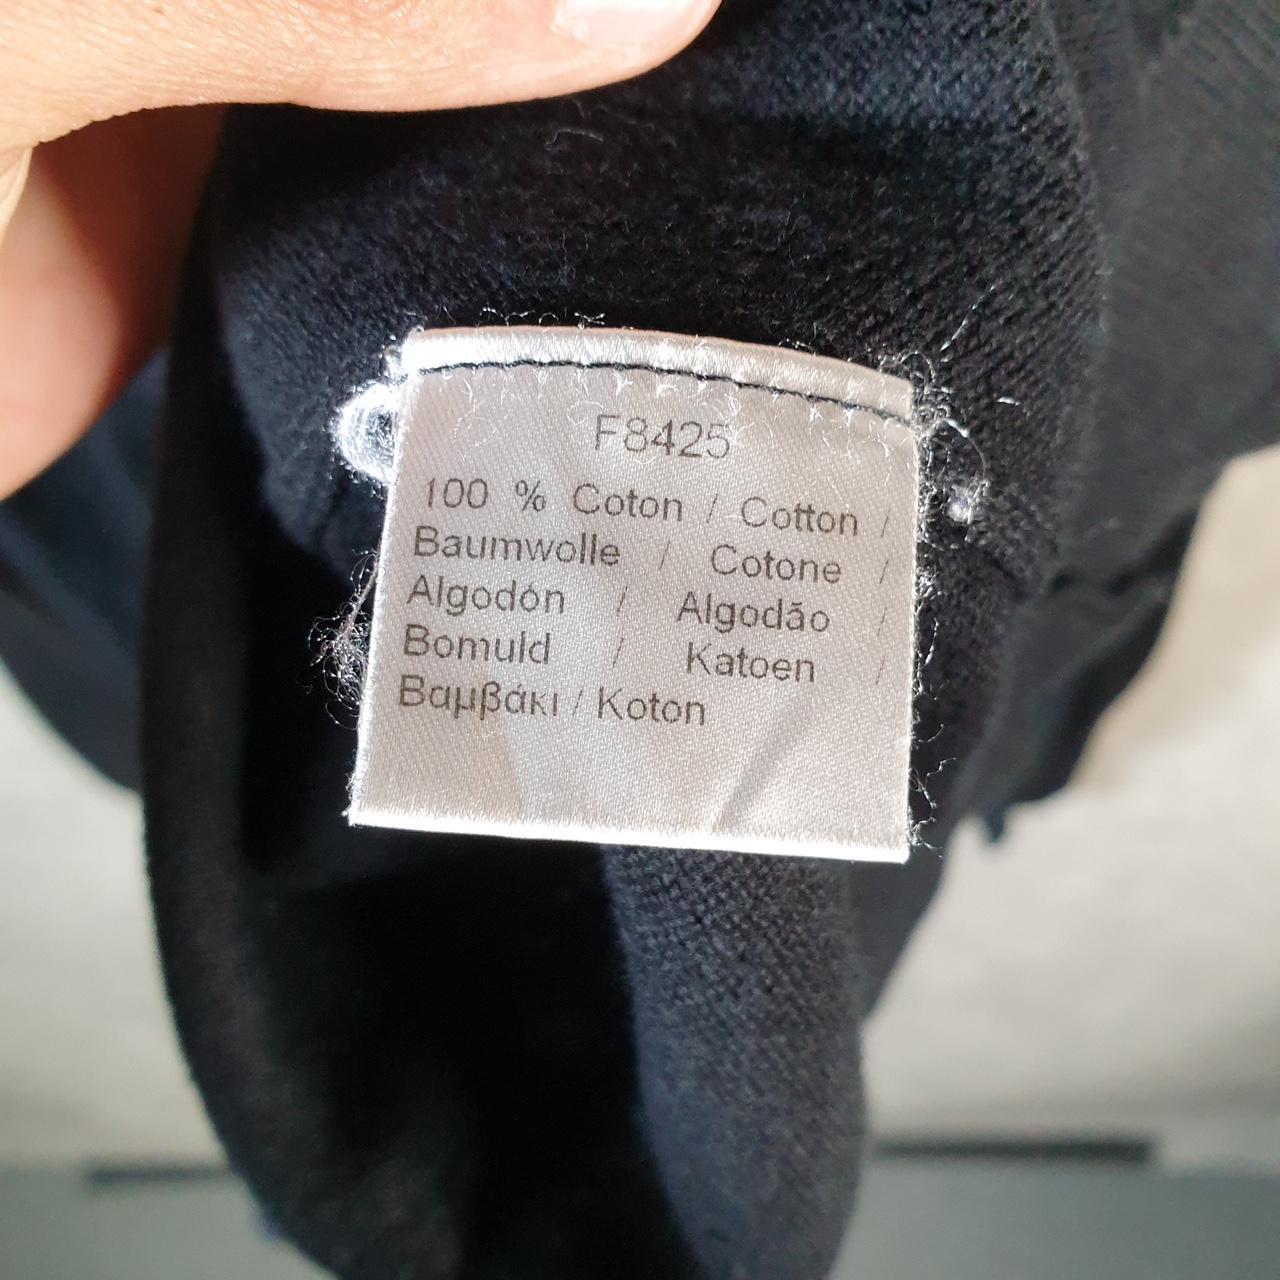 F8425
100 % Coton / Cotton /
Baumwolle / Cotone /
Algodón / Algodão /
Bomuld / Katoen /
Βαμβάκι / Koton